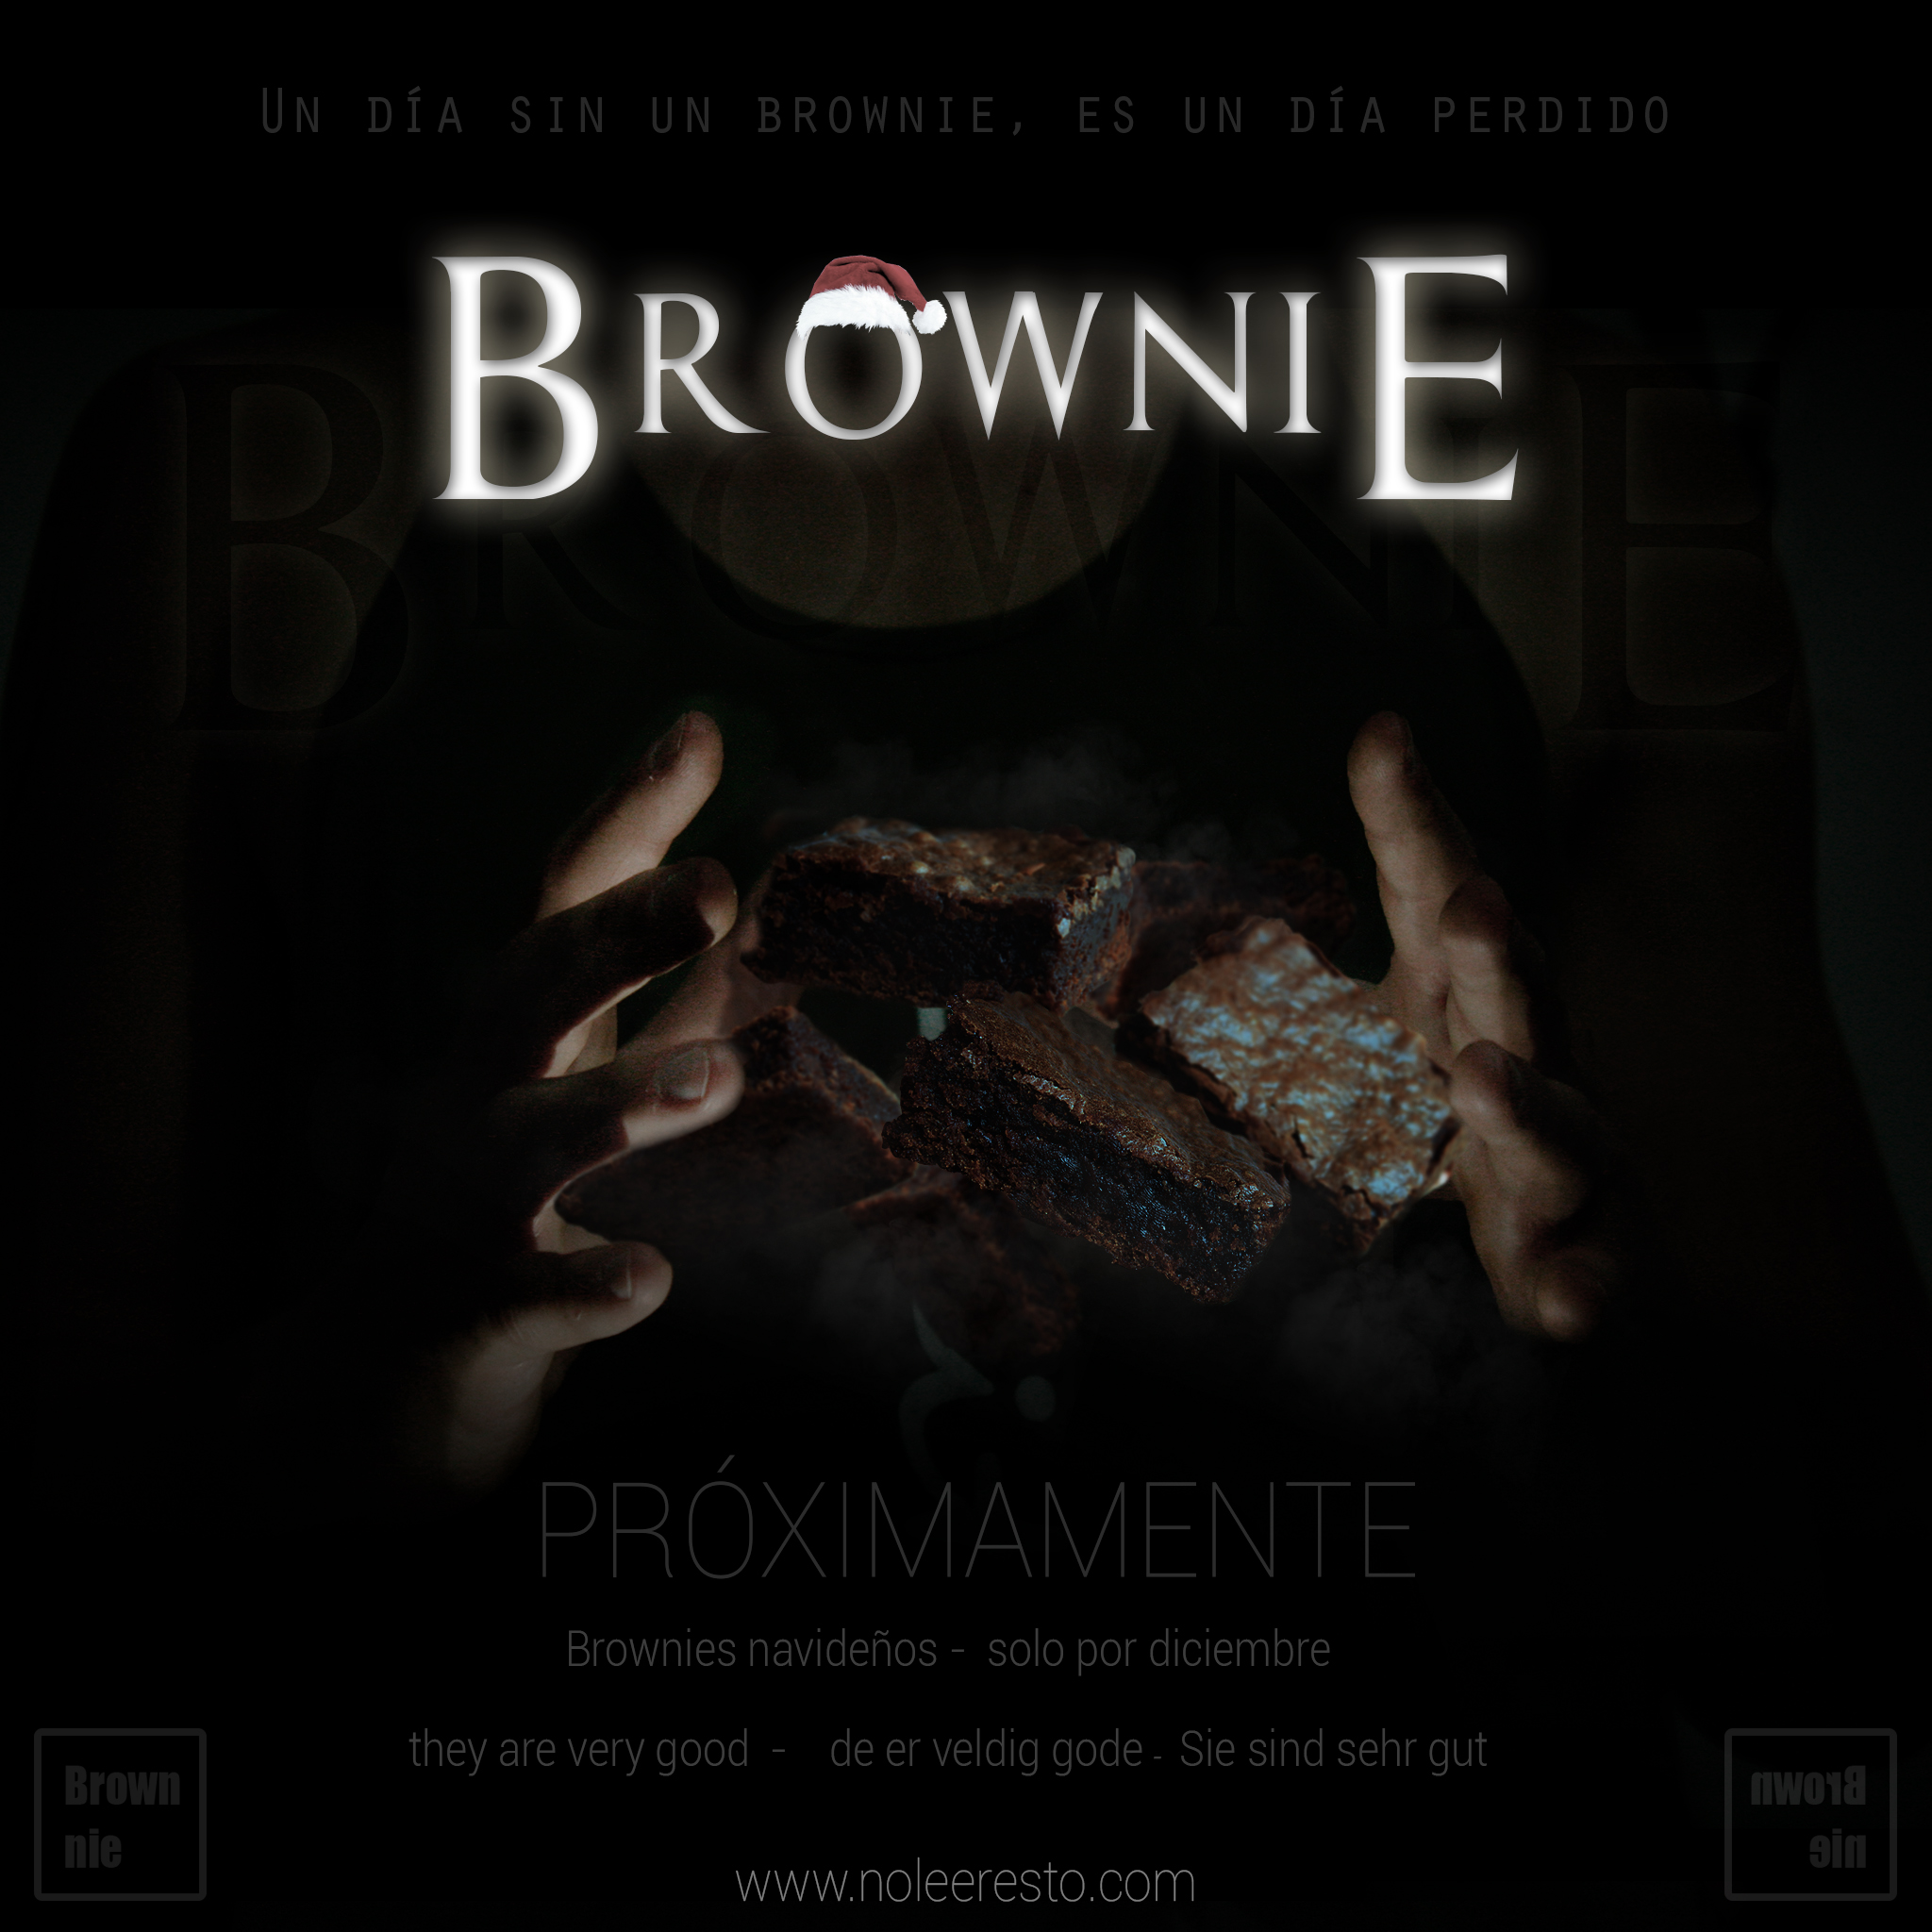 Un día sin un brownie, es un día perdido
BROWNIE
BROWNIE
PRÓXIMAMENTE
Brownies navideños - solo por diciembre
they are very good - de er veldig gode - Sie sind sehr gut
Brown
nie
Brown
nie
www.noleeresto.com